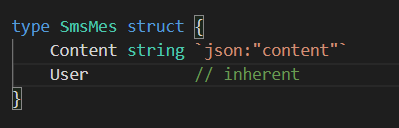 type SmsMes struct {
    Content string `json:"content"`
    User           // inherent
}